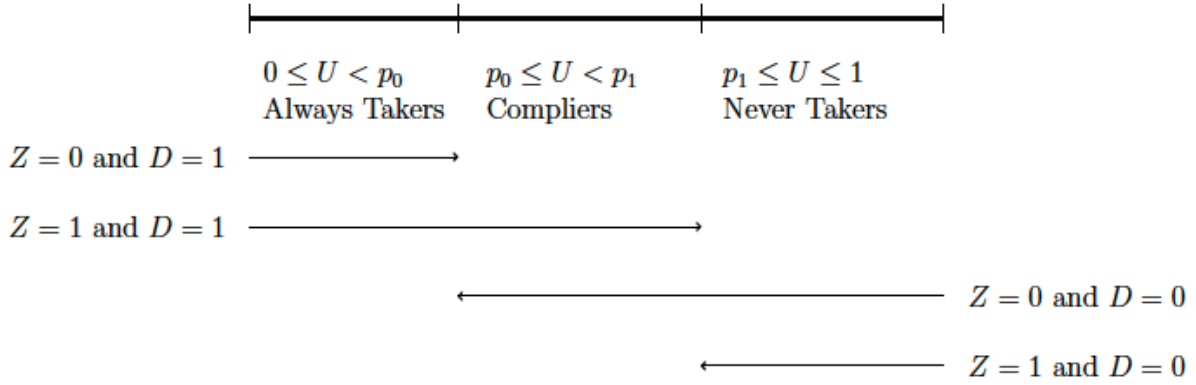 0 ≤ U < p₀ p₀ ≤ U < p₁ p₁ ≤ U ≤ 1
Always Takers Compliers Never Takers
Z = 0 and D = 1
Z = 1 and D = 1
Z = 0 and D = 0
Z = 1 and D = 0